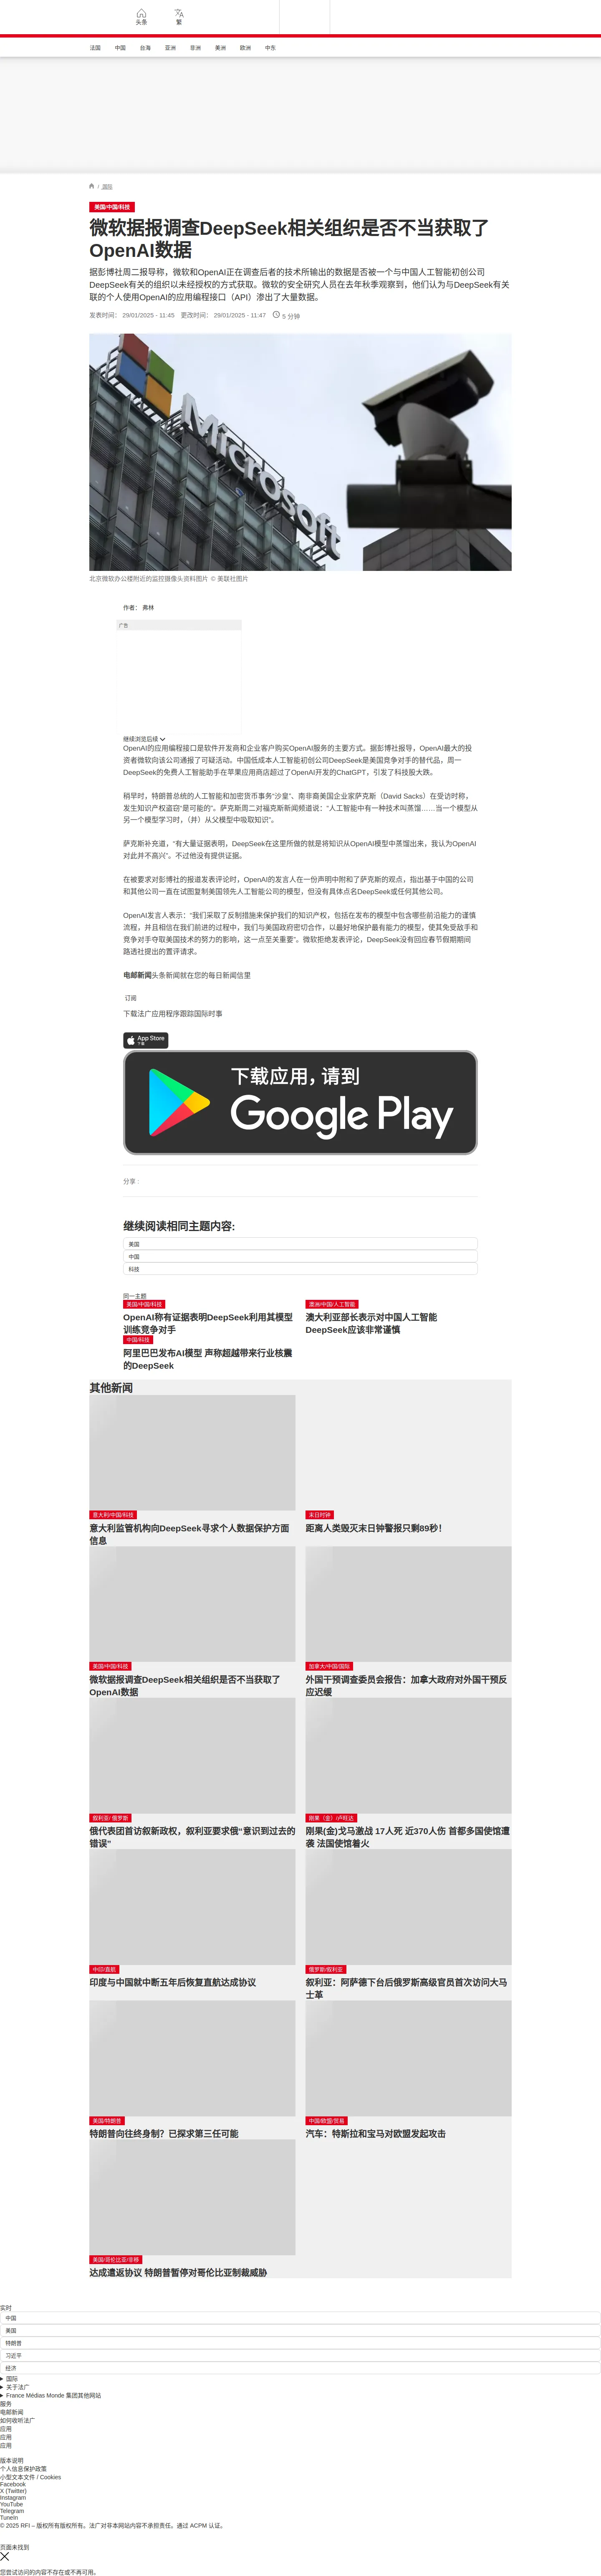 头条
繁
法国 中国 台海 亚洲 非洲 美洲 欧洲 中东
/ 国际
美国/中国/科技
微软据报调查DeepSeek相关组织是否不当获取了
OpenAI数据
据彭博社周二报导称，微软和OpenAI正在调查后者的技术所输出的数据是否被一个与中国人工智能初创公司
DeepSeek有关的组织以未经授权的方式获取。微软的安全研究人员在去年秋季观察到，他们认为与DeepSeek有关
联的个人使用OpenAI的应用编程接口（API）渗出了大量数据。
发表时间： 29/01/2025 - 11:45 更改时间： 29/01/2025 - 11:47 5 分钟
Microsoft
北京微软办公楼附近的监控摄像头资料图片 © 美联社图片
作者： 弗林
广告
继续浏览后续
OpenAI的应用编程接口是软件开发商和企业客户购买OpenAI服务的主要方式。据彭博社报导，OpenAI最大的投
资者微软向该公司通报了可疑活动。中国低成本人工智能初创公司DeepSeek是美国竞争对手的替代品，周一
DeepSeek的免费人工智能助手在苹果应用商店超过了OpenAI开发的ChatGPT，引发了科技股大跌。
稍早时，特朗普总统的人工智能和加密货币事务“沙皇”、南非裔美国企业家萨克斯（David Sacks）在受访时称，
发生知识产权盗窃“是可能的”。萨克斯周二对福克斯新闻频道说：“人工智能中有一种技术叫蒸馏……当一个模型从
另一个模型学习时，（并）从父模型中吸取知识”。
萨克斯补充道，“有大量证据表明，DeepSeek在这里所做的就是将知识从OpenAI模型中蒸馏出来，我认为OpenAI
对此并不高兴”。不过他没有提供证据。
在被要求对彭博社的报道发表评论时，OpenAI的发言人在一份声明中附和了萨克斯的观点，指出基于中国的公司
和其他公司一直在试图复制美国领先人工智能公司的模型，但没有具体点名DeepSeek或任何其他公司。
OpenAI发言人表示：“我们采取了反制措施来保护我们的知识产权，包括在发布的模型中包含哪些前沿能力的谨慎
流程，并且相信在我们前进的过程中，我们与美国政府密切合作，以最好地保护最有能力的模型，使其免受敌手和
竞争对手夺取美国技术的努力的影响，这一点至关重要”。微软拒绝发表评论，DeepSeek没有回应春节假期期间
路透社提出的置评请求。
电邮新闻头条新闻就在您的每日新闻信里
订阅
下载法广应用程序跟踪国际时事
App Store
下载
下载应用，请到
Google Play
分享 :
继续阅读相同主题内容:
美国
中国
科技
同一主题
美国/中国/科技
OpenAI称有证据表明DeepSeek利用其模型
训练竞争对手
澳洲/中国/人工智能
澳大利亚部长表示对中国人工智能
DeepSeek应该非常谨慎
中国/科技
阿里巴巴发布AI模型 声称超越带来行业核震
的DeepSeek
其他新闻
意大利/中国/科技
意大利监管机构向DeepSeek寻求个人数据保护方面
信息
末日时钟
距离人类毁灭末日钟警报只剩89秒！
美国/中国/科技
微软据报调查DeepSeek相关组织是否不当获取了
OpenAI数据
加拿大/中国/国际
外国干预调查委员会报告：加拿大政府对外国干预反
应迟缓
叙利亚/ 俄罗斯
俄代表团首访叙新政权，叙利亚要求俄“意识到过去的
错误”
刚果（金）/卢旺达
刚果(金)戈马激战 17人死 近370人伤 首都多国使馆遭
袭 法国使馆着火
中印/直航
印度与中国就中断五年后恢复直航达成协议
俄罗斯/叙利亚
叙利亚：阿萨德下台后俄罗斯高级官员首次访问大马
士革
美国/特朗普
特朗普向往终身制？已探求第三任可能
中国/欧盟/贸易
汽车：特斯拉和宝马对欧盟发起攻击
美国/哥伦比亚/非移
达成遣返协议 特朗普暂停对哥伦比亚制裁威胁
实时
中国
美国
特朗普
习近平
经济
国际
关于法广
France Médias Monde 集团其他网站
服务
电邮新闻
如何收听法广
应用
应用
应用
版本说明
个人信息保护政策
小型文本文件 / Cookies
Facebook
X (Twitter)
Instagram
YouTube
Telegram
TuneIn
© 2025 RFI – 版权所有版权所有。法广对非本网站内容不承担责任。通过 ACPM 认证。
页面未找到
您尝试访问的内容不存在或不再可用。